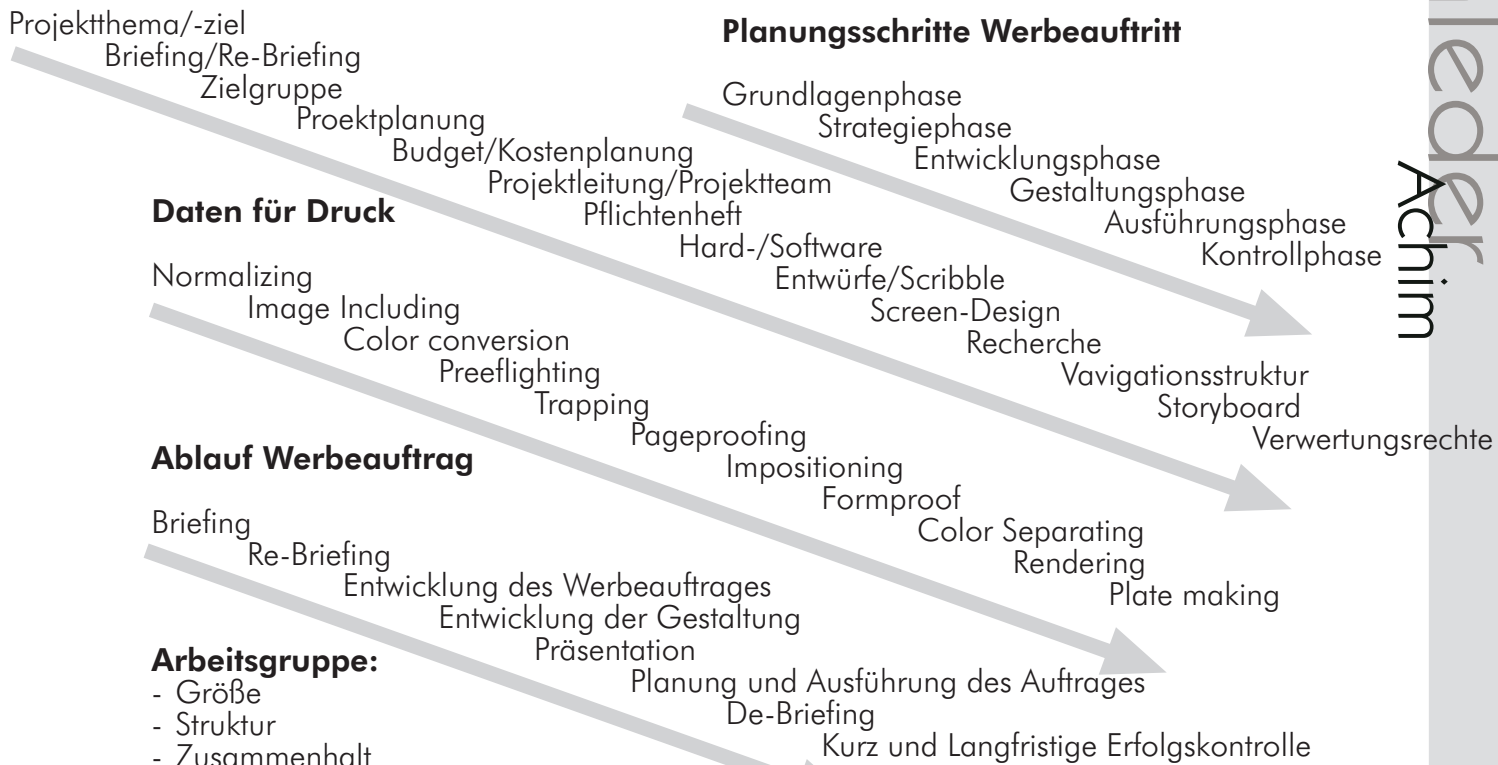 Projektthema/-ziel
Briefing/Re-Briefing
Zielgruppe
Proektplanung
Budget/Kostenplanung
Projektleitung/Projektteam
Pflichtenheft
Hard-/Software
Entwürfe/Scribble
Screen-Design
Recherche
Vavigationsstruktur
Storyboard
Verwertungsrechte
Planungsschritte Werbeauftritt
Grundlagenphase
Strategiephase
Entwicklungsphase
Gestaltungsphase
Ausführungsphase
Kontrollphase
Daten für Druck
Normalizing
Image Including
Color conversion
Preeflighting
Trapping
Pageproofing
Impositioning
Formproof
Color Separating
Rendering
Plate making
Ablauf Werbeauftrag
Briefing
Re-Briefing
Entwicklung des Werbeauftrages
Entwicklung der Gestaltung
Präsentation
Planung und Ausführung des Auftrages
De-Briefing
Kurz und Langfristige Erfolgskontrolle
Arbeitsgruppe:
- Größe
- Struktur
- Zusammenhalt
Achim